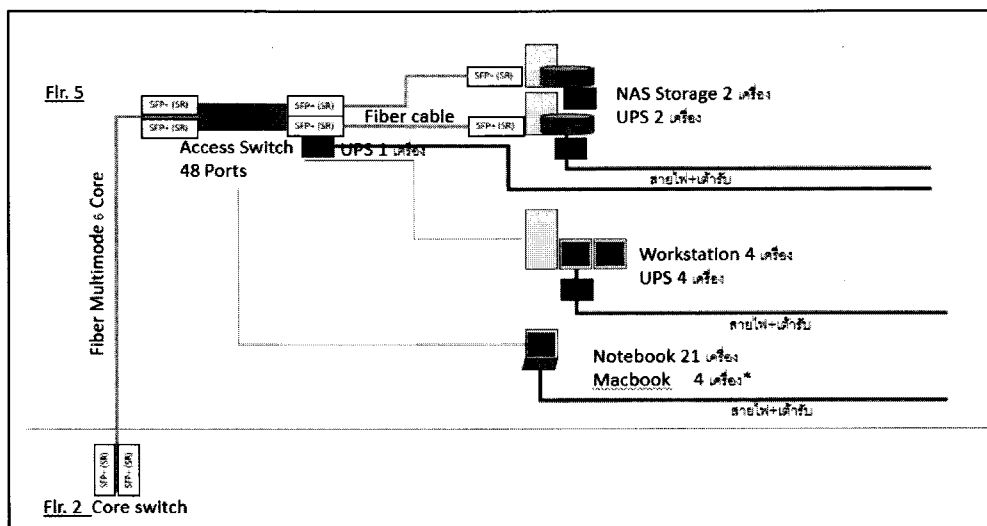 Flr. 5
SFP+ (SR)
SFP+ (SR)
SFP+ (SR)
SFP+ (SR)
SFP+ (SR)
SFP+ (SR)
Fiber cable
NAS Storage 2 เครื่อง
UPS 2 เครื่อง
Access Switch
48 Ports
UPS 1 เครื่อง
สายไฟ+เต้ารับ
Fiber Multimode 6 Core
Workstation 4 เครื่อง
UPS 4 เครื่อง
สายไฟ+เต้ารับ
Notebook 21 เครื่อง
Macbook 4 เครื่อง*
สายไฟ+เต้ารับ
SFP+ (SR)
SFP+ (SR)
Flr. 2 Core switch